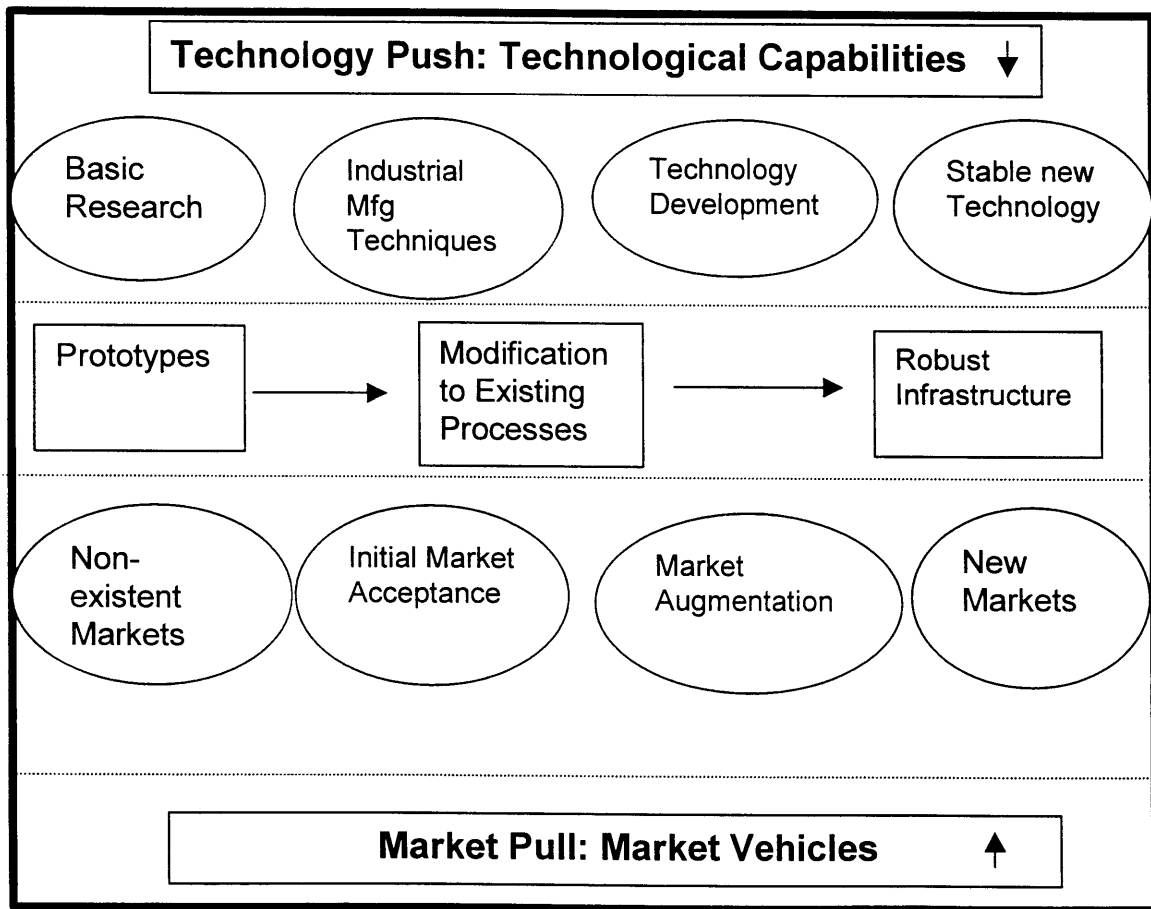 Technology Push: Technological Capabilities
Basic
Research
Industrial
Mfg
Techniques
Technology
Development
Stable new
Technology
Prototypes
Modification
to Existing
Processes
Robust
Infrastructure
Non-
existent
Markets
Initial Market
Acceptance
Market
Augmentation
New
Markets
Market Pull: Market Vehicles